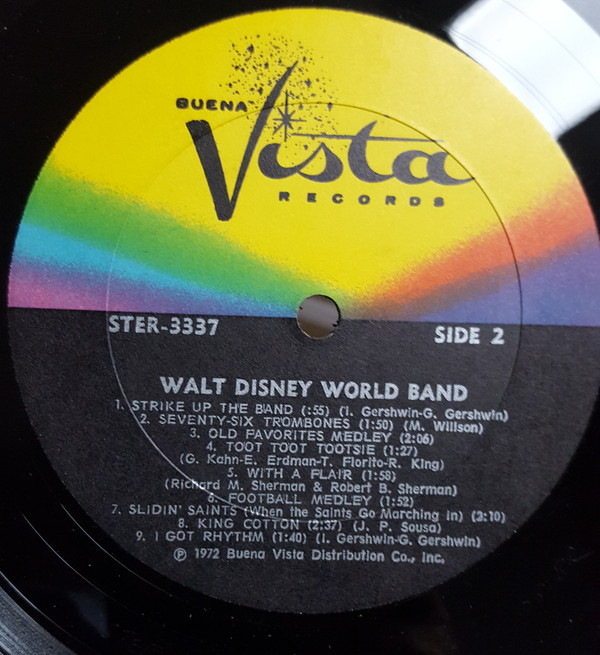 BUENA
Vista
RECORDS
STER-3337
SIDE 2
WALT DISNEY WORLD BAND
1. STRIKE UP THE BAND (:55) (I. Gershwin-G. Gershwin)
2. SEVENTY-SIX TROMBONES (1:50) (M. Willson)
3. OLD FAVORITES MEDLEY (2:06)
4. TOOT TOOT TOOTSIE (1:27)
(G. Kahn-E. Erdman-T. Fiorito-R. King)
5. WITH A FLAIR (1:58)
(Richard M. Sherman & Robert B. Sherman)
6. FOOTBALL MEDLEY (1:52)
7. SLIDIN' SAINTS (When the Saints Go Marching In) (3:10)
8. KING COTTON (2:37) (J. P. Sousa)
9. I GOT RHYTHM (1:40) (I. Gershwin-G. Gershwin)
℗ 1972 Buena Vista Distribution Co., Inc.